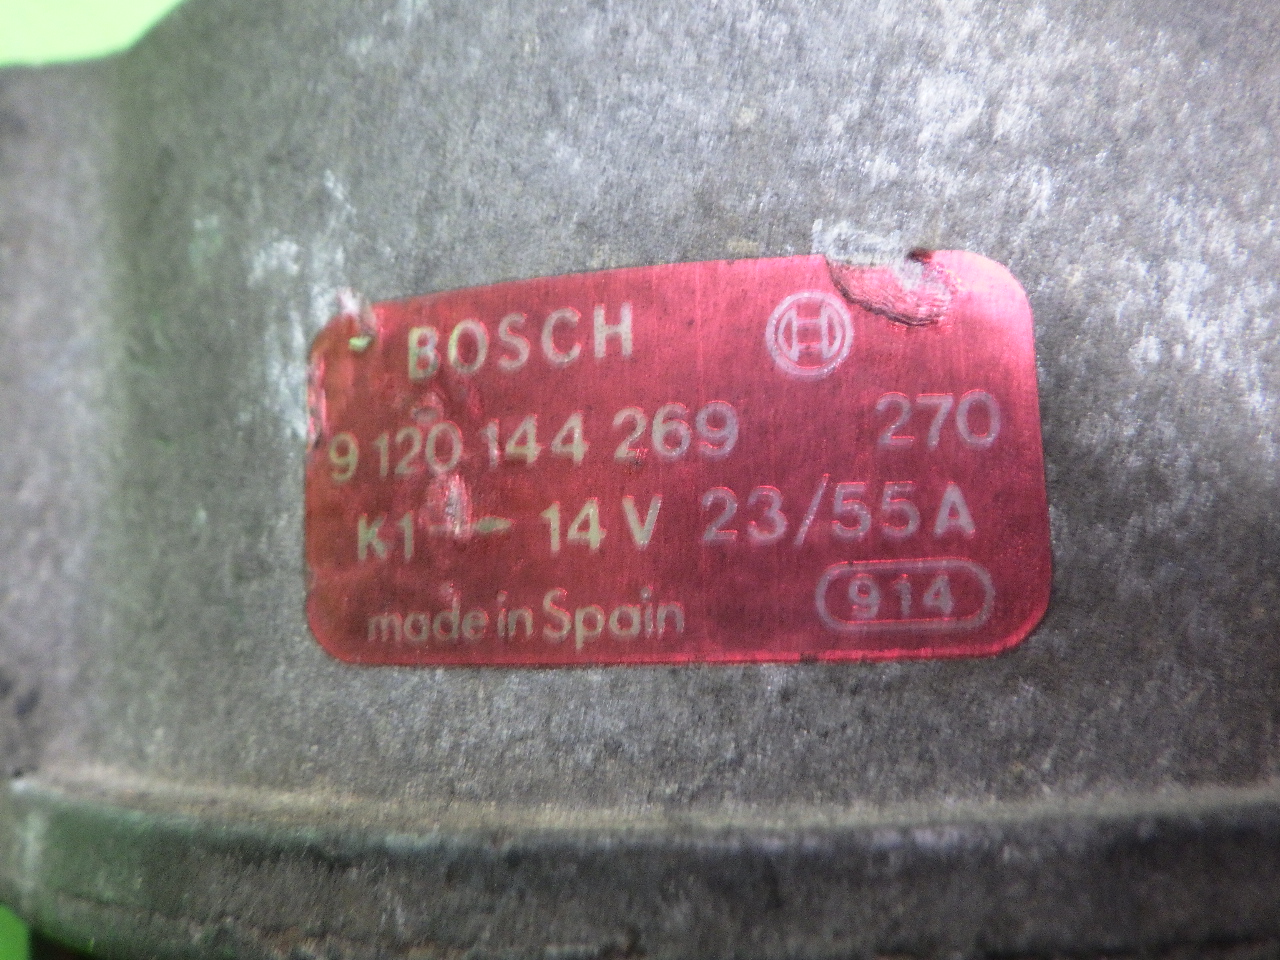 BOSCH
9 120 144 269 270
K1 - 14 V 23/55 A
made in Spain 914